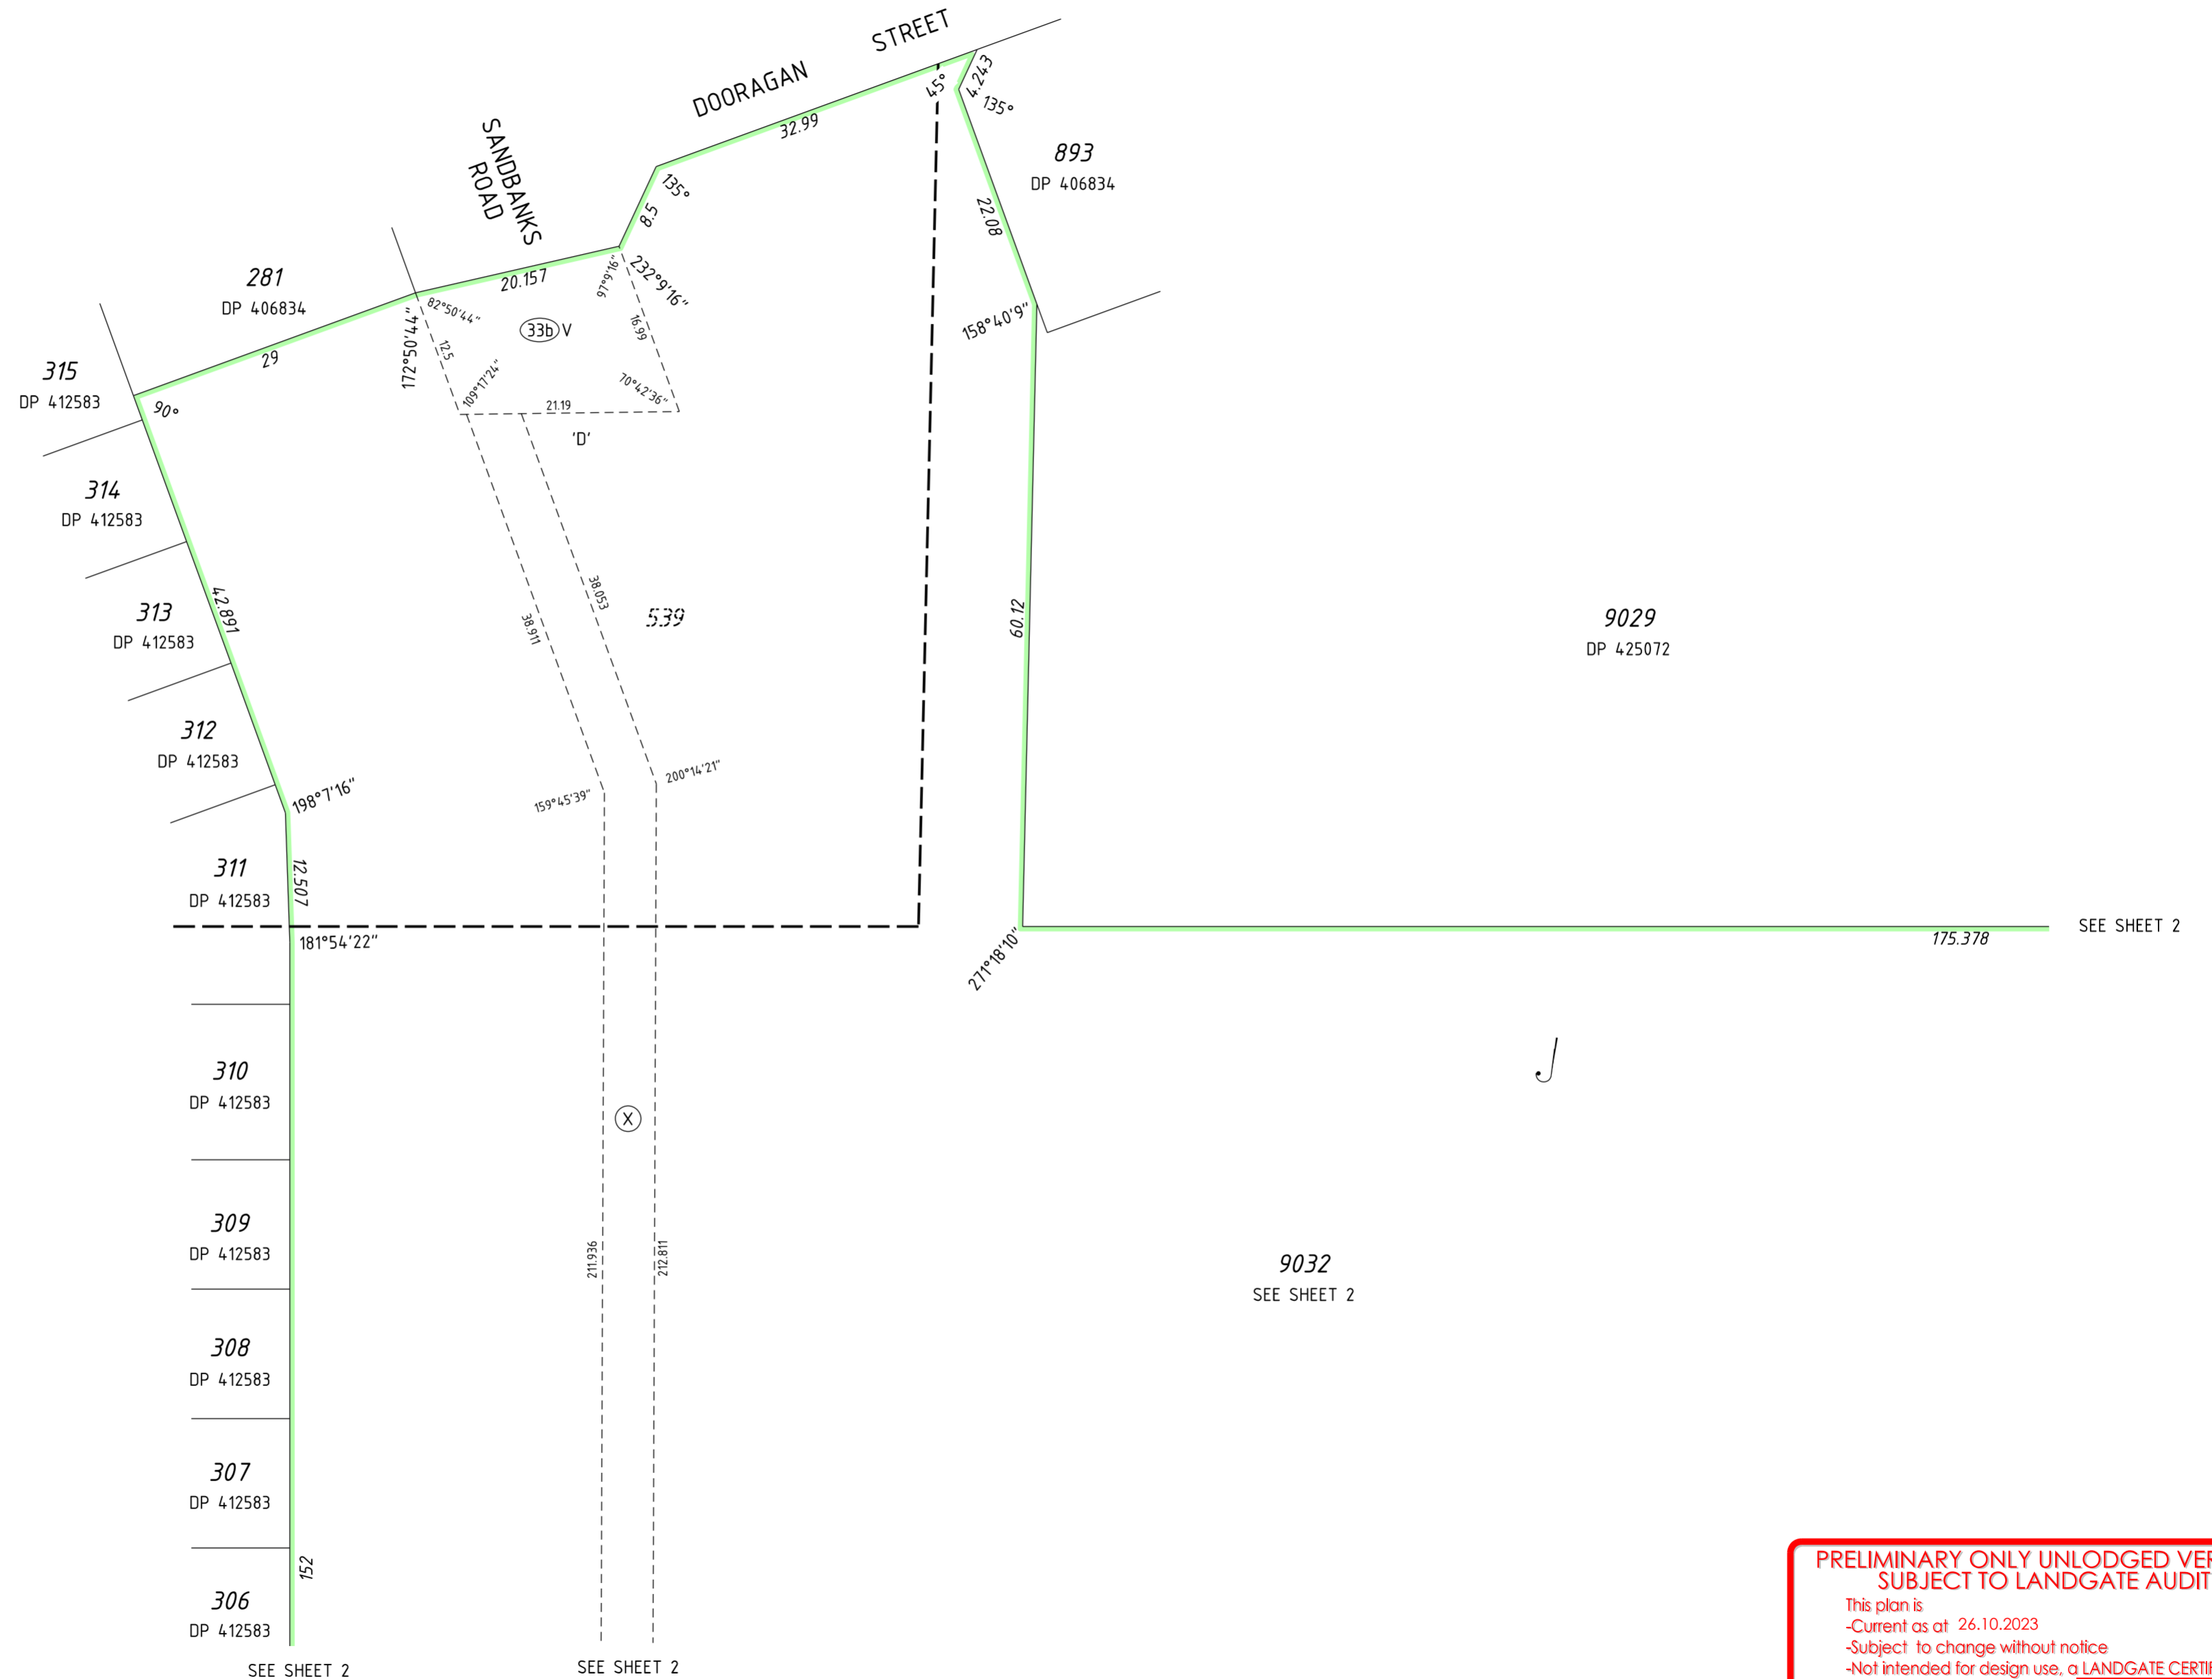 DOORAGAN STREET
SANDBANKS
ROAD
45°
4.243
135°
32.99
893
DP 406834
135°
8.5
22.08
281
DP 406834
20.157
97°9'16"
232°9'16"
82°50'44"
33b V
16.99
158°40'9"
172°50'44"
12.5
29
315
DP 412583
90°
109°17'24"
70°42'36"
21.19
'D'
314
DP 412583
42.891
313
DP 412583
38.911
38.053
539
60.12
9029
DP 425072
312
DP 412583
198°7'16"
159°45'39"
200°14'21"
311
DP 412583
12.507
181°54'22"
271°18'10"
175.378
SEE SHEET 2
310
DP 412583
X
J
309
DP 412583
211.936
212.811
9032
SEE SHEET 2
308
DP 412583
307
DP 412583
152
306
DP 412583
SEE SHEET 2
SEE SHEET 2
PRELIMINARY ONLY UNLODGED VER
SUBJECT TO LANDGATE AUDIT
This plan is
-Current as at 26.10.2023
-Subject to change without notice
-Not intended for design use, a LANDGATE CERTI